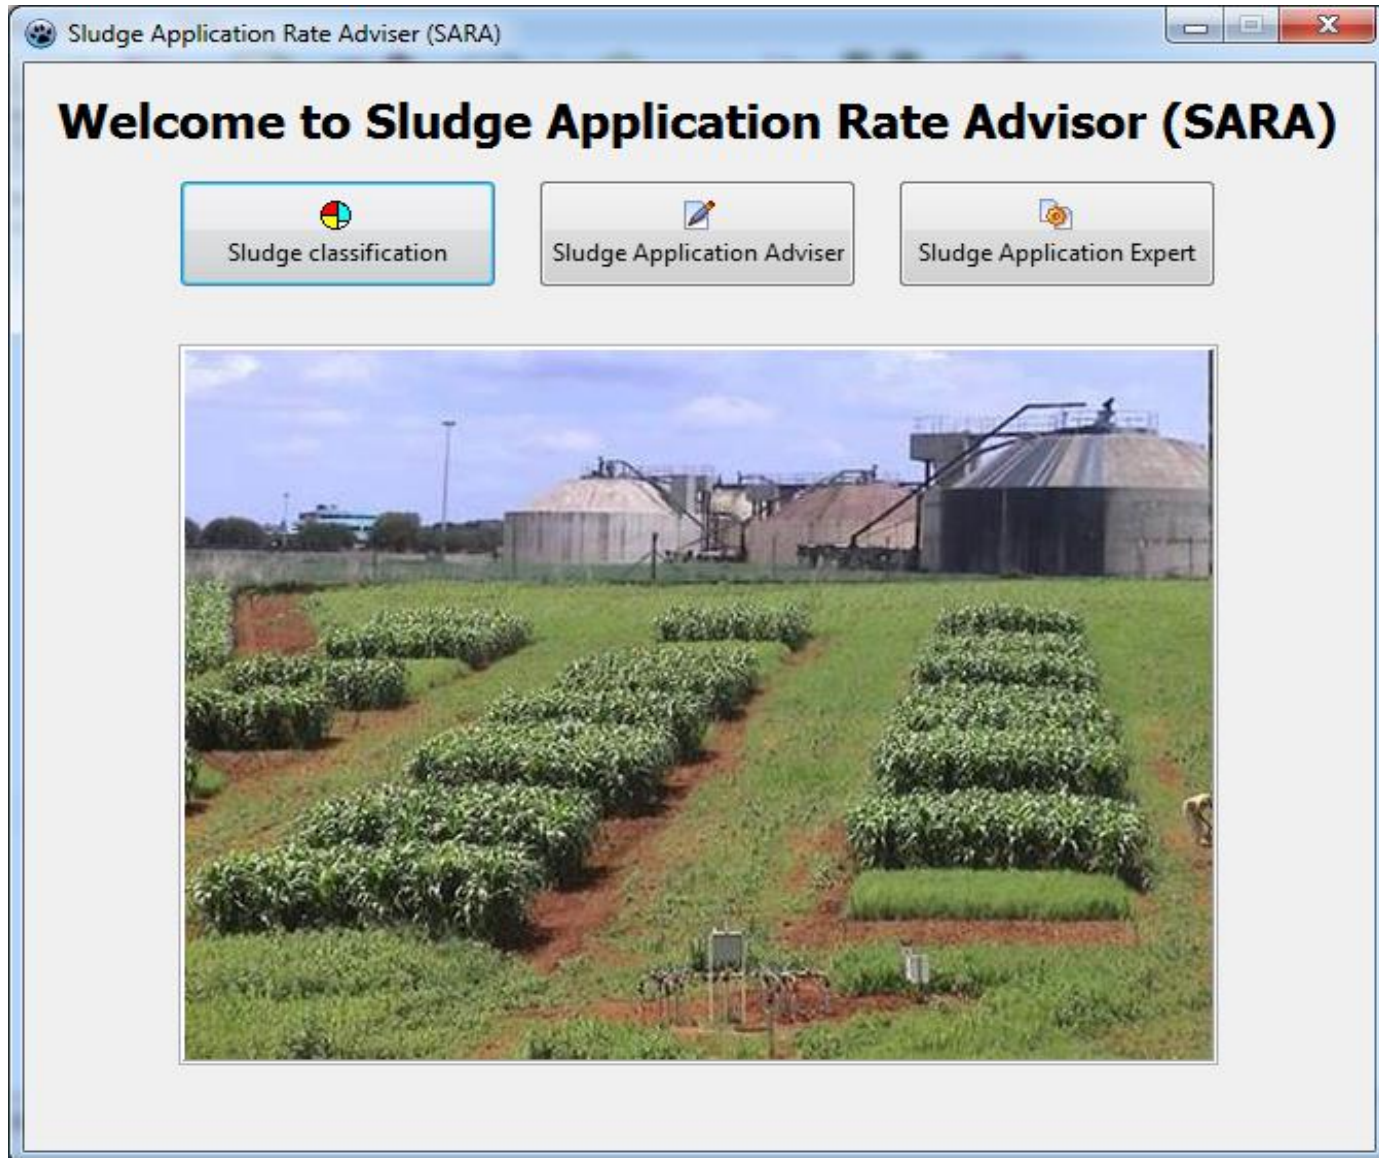 Sludge Application Rate Adviser (SARA)
Welcome to Sludge Application Rate Advisor (SARA)
Sludge classification
Sludge Application Adviser
Sludge Application Expert